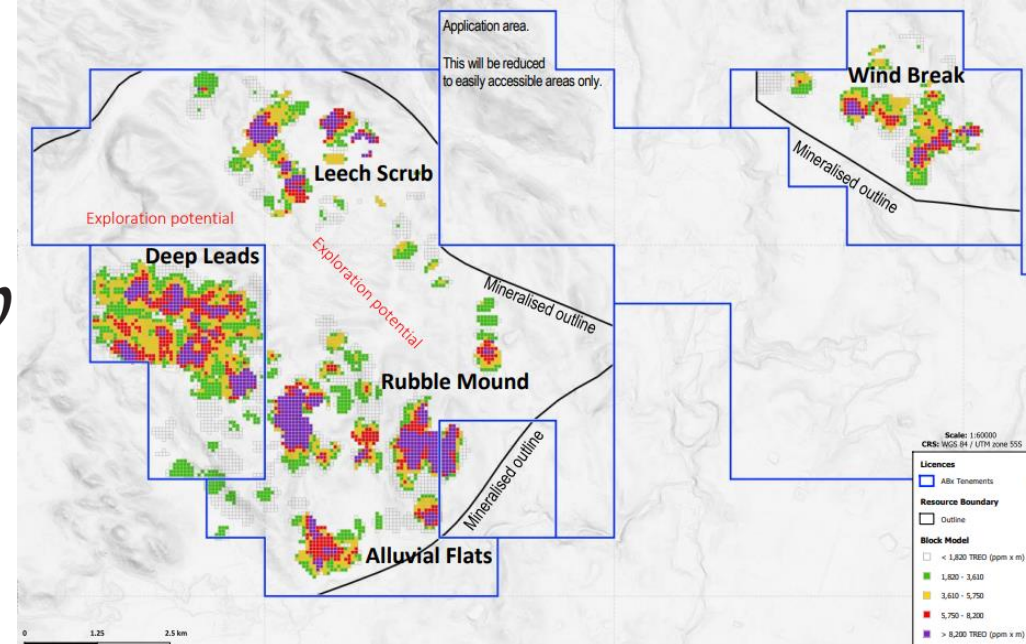 Application area.
This will be reduced
to easily accessible areas only.
Wind Break
Leech Scrub
Mineralised outline
Exploration potential
Exploration potential
Deep Leads
Mineralised outline
Rubble Mound
Mineralised outline
Alluvial Flats
Scale: 1:60000
CRS: WGS 84 / UTM zone 55S
Licences
ABx Tenements
Resource Boundary
Outline
Block Model
< 1,820 TREO (ppm x m)
1,820 - 3,610
3,610 - 5,750
5,750 - 8,200
> 8,200 TREO (ppm x m)
0 1.25 2.5 km